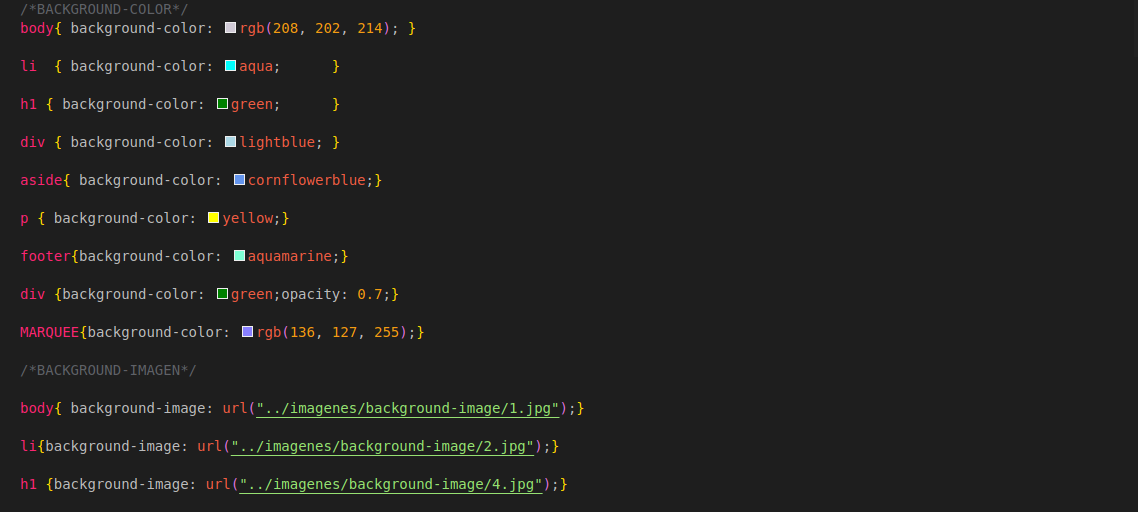 /*BACKGROUND-COLOR*/
body{ background-color: rgb(208, 202, 214); }
li  { background-color: aqua;      }
h1 { background-color: green;      }
div { background-color: lightblue; }
aside{ background-color: cornflowerblue;}
p { background-color: yellow;}
footer{background-color: aquamarine;}
div {background-color: green;opacity: 0.7;}
MARQUEE{background-color: rgb(136, 127, 255);}
/*BACKGROUND-IMAGEN*/
body{ background-image: url("../imagenes/background-image/1.jpg");}
li{background-image: url("../imagenes/background-image/2.jpg");}
h1 {background-image: url("../imagenes/background-image/4.jpg");}